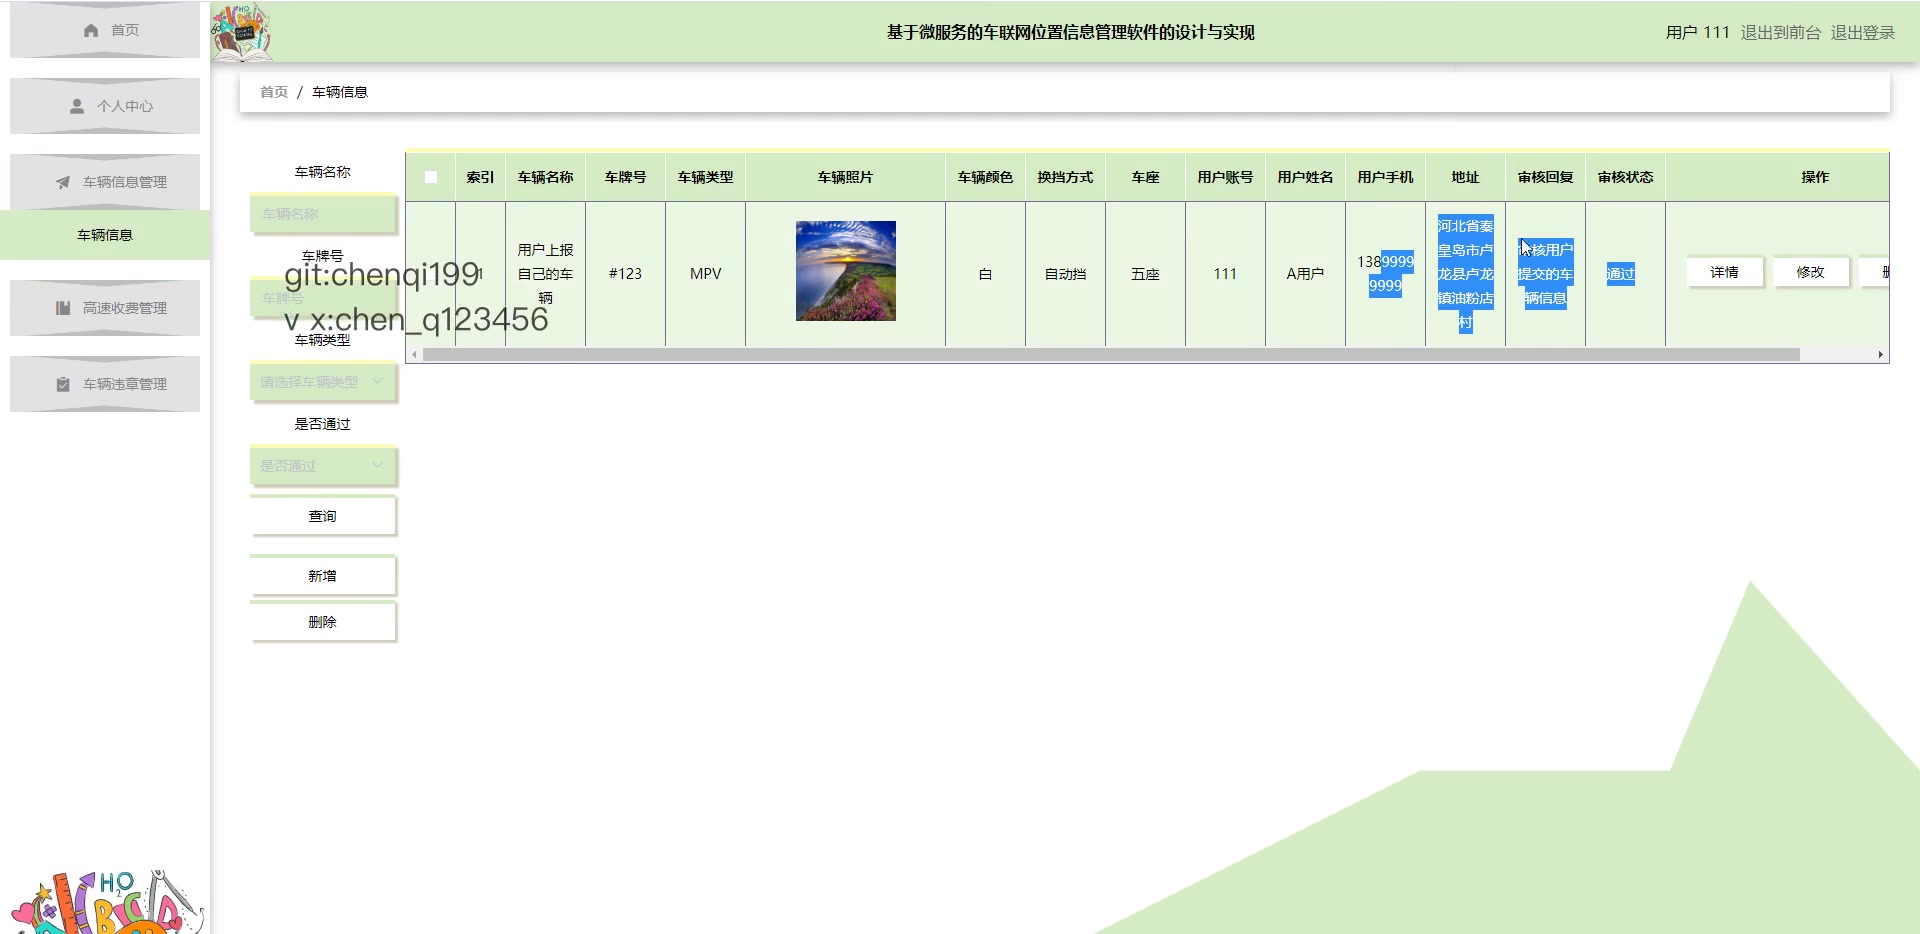 首页
个人中心
车辆信息管理
车辆信息
高速收费管理
车辆违章管理
基于微服务的车联网位置信息管理软件的设计与实现
用户 111 退出到前台 退出登录
首页 / 车辆信息
车辆名称
车辆名称
车牌号
车牌号
车辆类型
请选择车辆类型
是否通过
是否通过
查询
新增
删除
git:chenqi199
v x:chen_q123456
索引 车辆名称 车牌号 车辆类型 车辆照片 车辆颜色 换挡方式 车座 用户账号 用户姓名 用户手机 地址 审核回复 审核状态 操作
1
用户上报
自己的车
辆
#123
MPV
白
自动挡
五座
111
A用户
1389999
9999
河北省秦
皇岛市卢
龙县卢龙
镇油粉店
村
审核用户
提交的车
辆信息
通过
详情
修改
HO
2